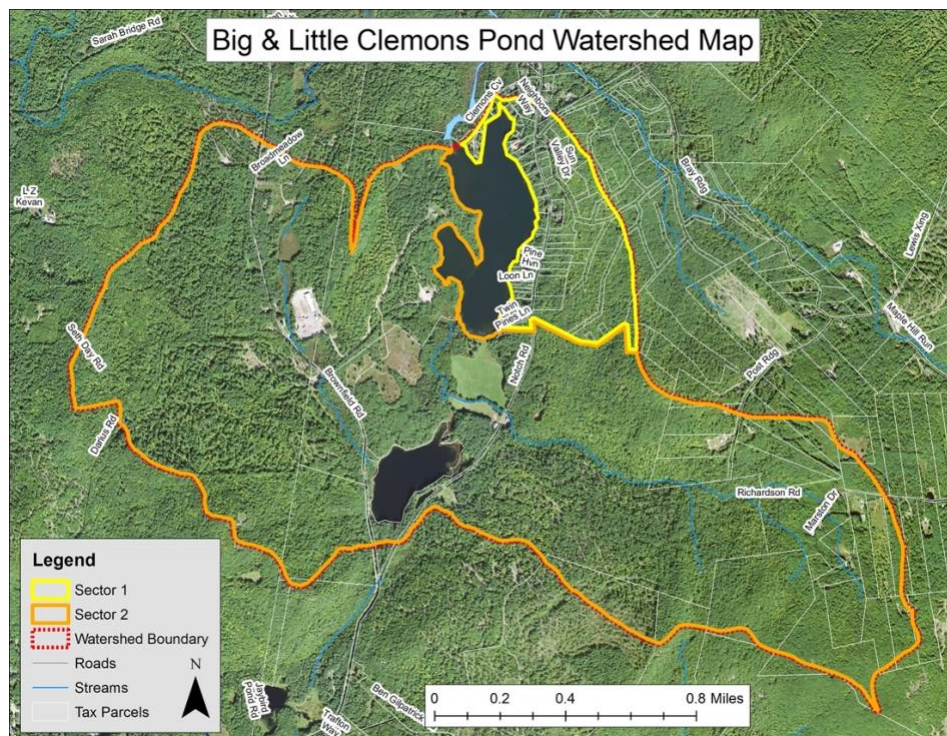 Big & Little Clemons Pond Watershed Map
Sarah Bridge Rd
Clemons Cv
Neighbors
Way
Sun
Valley Dr
Bray Rdg
Broadmeadow
Ln
L Z
Kevan
Lewis Xing
Pine
Hvn
Loon Ln
Twin
Pines Ln
Maple Hill Run
Seth Day Rd
Notch Rd
Post Rdg
Brownfield Rd
Darius Rd
Richardson Rd
Marston Dr
Legend
Sector 1
Sector 2
Watershed Boundary
Roads
Streams
Tax Parcels
N
Jaybird
Pond Rd
Trafton
Way
Ben Gilpatrick
0 0.2 0.4 0.8 Miles